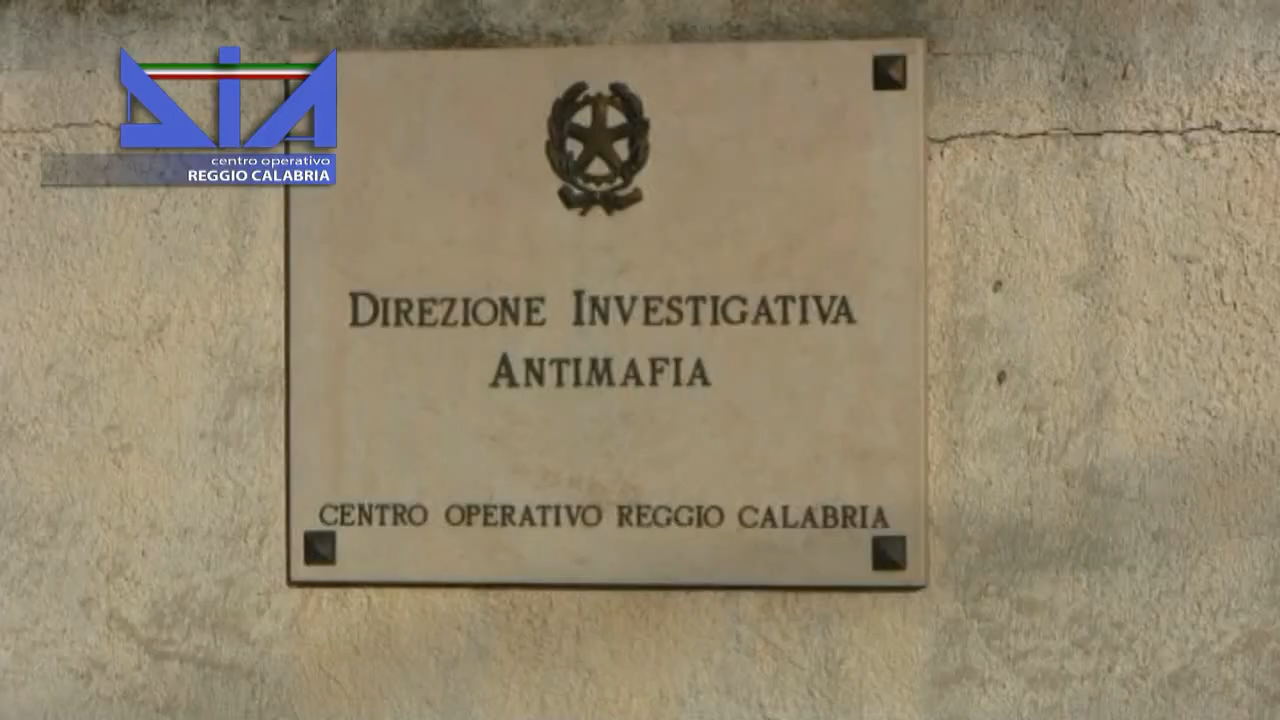 DIA
centro operativo
REGGIO CALABRIA
DIREZIONE INVESTIGATIVA
ANTIMAFIA
CENTRO OPERATIVO REGGIO CALABRIA